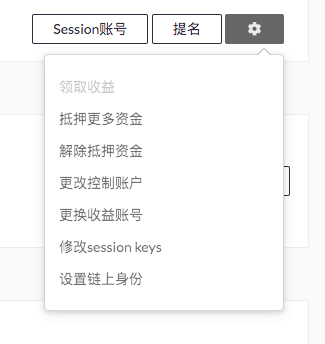 Session账号 提名
领取收益
抵押更多资金
解除抵押资金
更改控制账户
更换收益账号
修改session keys
设置链上身份